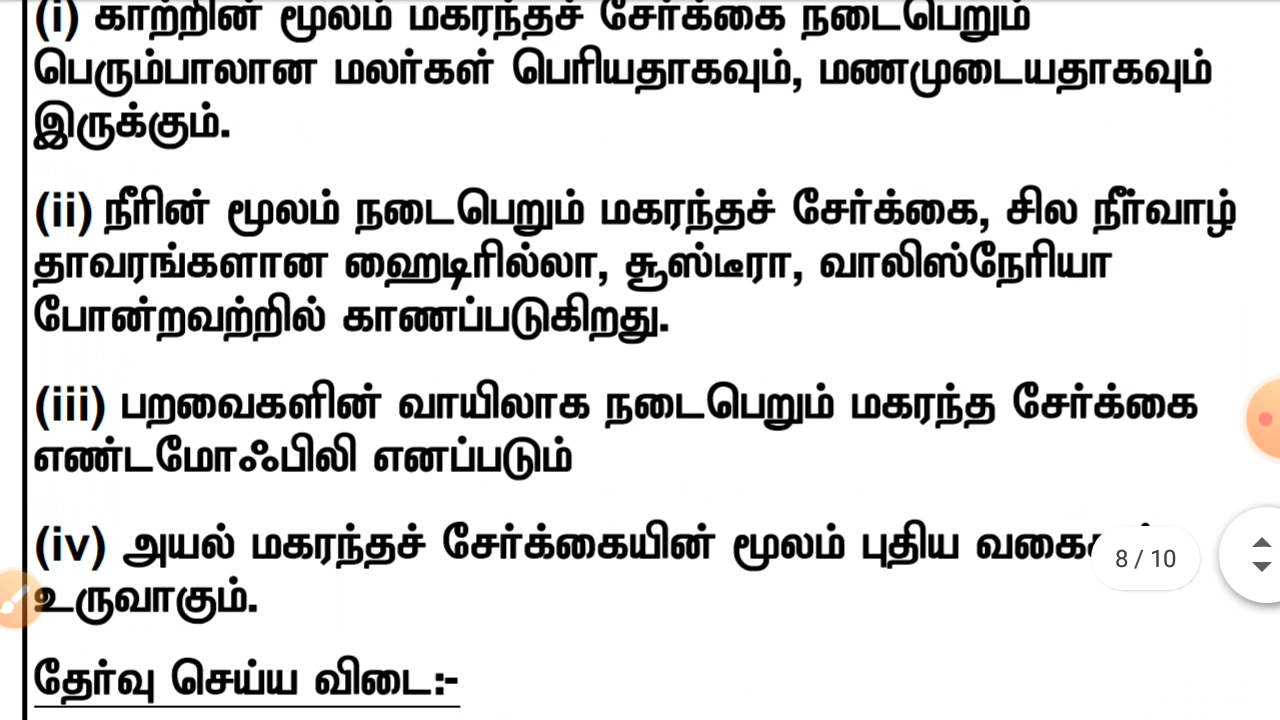 (i) காற்றின் மூலம் மகரந்தச் சேர்க்கை நடைபெறும்
பெரும்பாலான மலர்கள் பெரியதாகவும், மணமுடையதாகவும்
இருக்கும்.
(ii) நீரின் மூலம் நடைபெறும் மகரந்தச் சேர்க்கை, சில நீர்வாழ்
தாவரங்களான ஹைடிரில்லா, சூஸ்டீரா, வாலிஸ்நேரியா
போன்றவற்றில் காணப்படுகிறது.
(iii) பறவைகளின் வாயிலாக நடைபெறும் மகரந்த சேர்க்கை
எண்டமோஃபிலி எனப்படும்
(iv) அயல் மகரந்தச் சேர்க்கையின் மூலம் புதிய
8 / 10
உருவாகும்.
தேர்வு செய்ய விடை:-